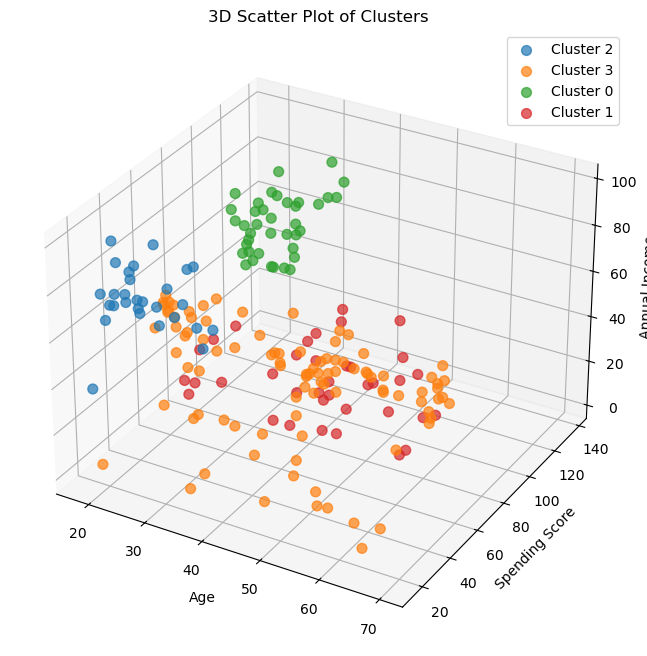 3D Scatter Plot of Clusters
Cluster 2
Cluster 3
Cluster 0
Cluster 1
100
80
60
40
20
0
Annual Income
140
120
100
80
60
40
20
Spending Score
20
30
40
50
60
70
Age